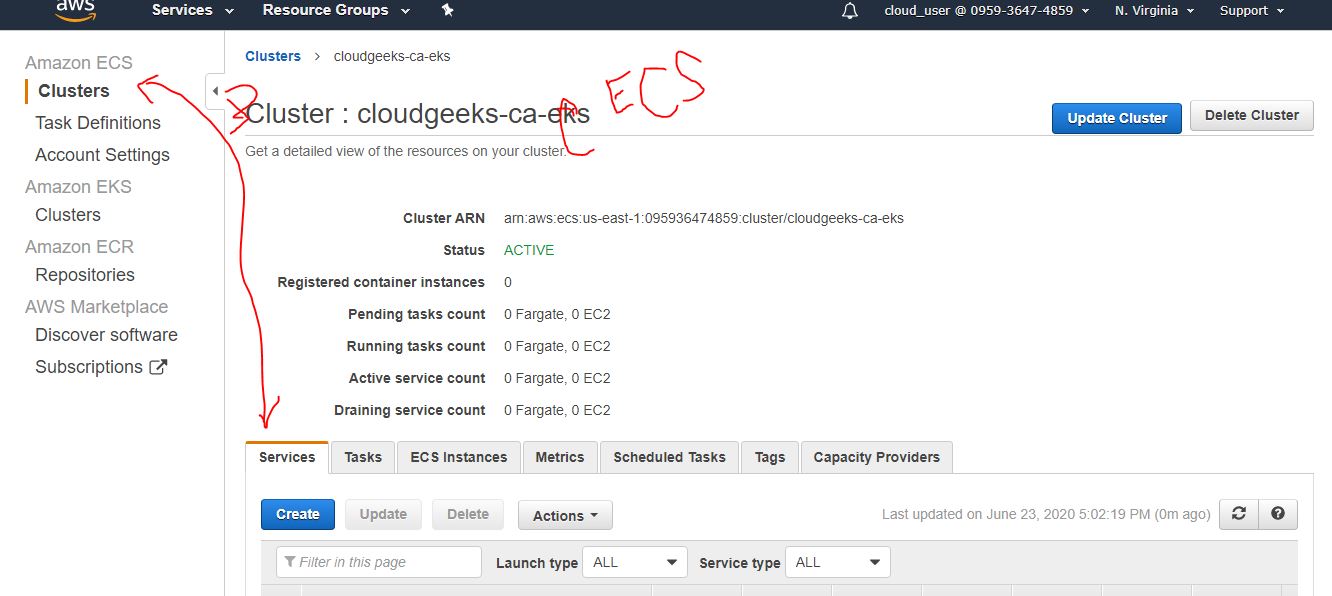 aws Services Resource Groups cloud_user @ 0959-3647-4859 N. Virginia Support
Amazon ECS
Clusters
Task Definitions
Account Settings
Amazon EKS
Clusters
Amazon ECR
Repositories
AWS Marketplace
Discover software
Subscriptions
Clusters > cloudgeeks-ca-eks
ECS
Cluster : cloudgeeks-ca-eks
Update Cluster Delete Cluster
Get a detailed view of the resources on your cluster.
Cluster ARN arn:aws:ecs:us-east-1:095936474859:cluster/cloudgeeks-ca-eks
Status ACTIVE
Registered container instances 0
Pending tasks count 0 Fargate, 0 EC2
Running tasks count 0 Fargate, 0 EC2
Active service count 0 Fargate, 0 EC2
Draining service count 0 Fargate, 0 EC2
Services Tasks ECS Instances Metrics Scheduled Tasks Tags Capacity Providers
Create Update Delete Actions Last updated on June 23, 2020 5:02:19 PM (0m ago)
Filter in this page Launch type ALL Service type ALL